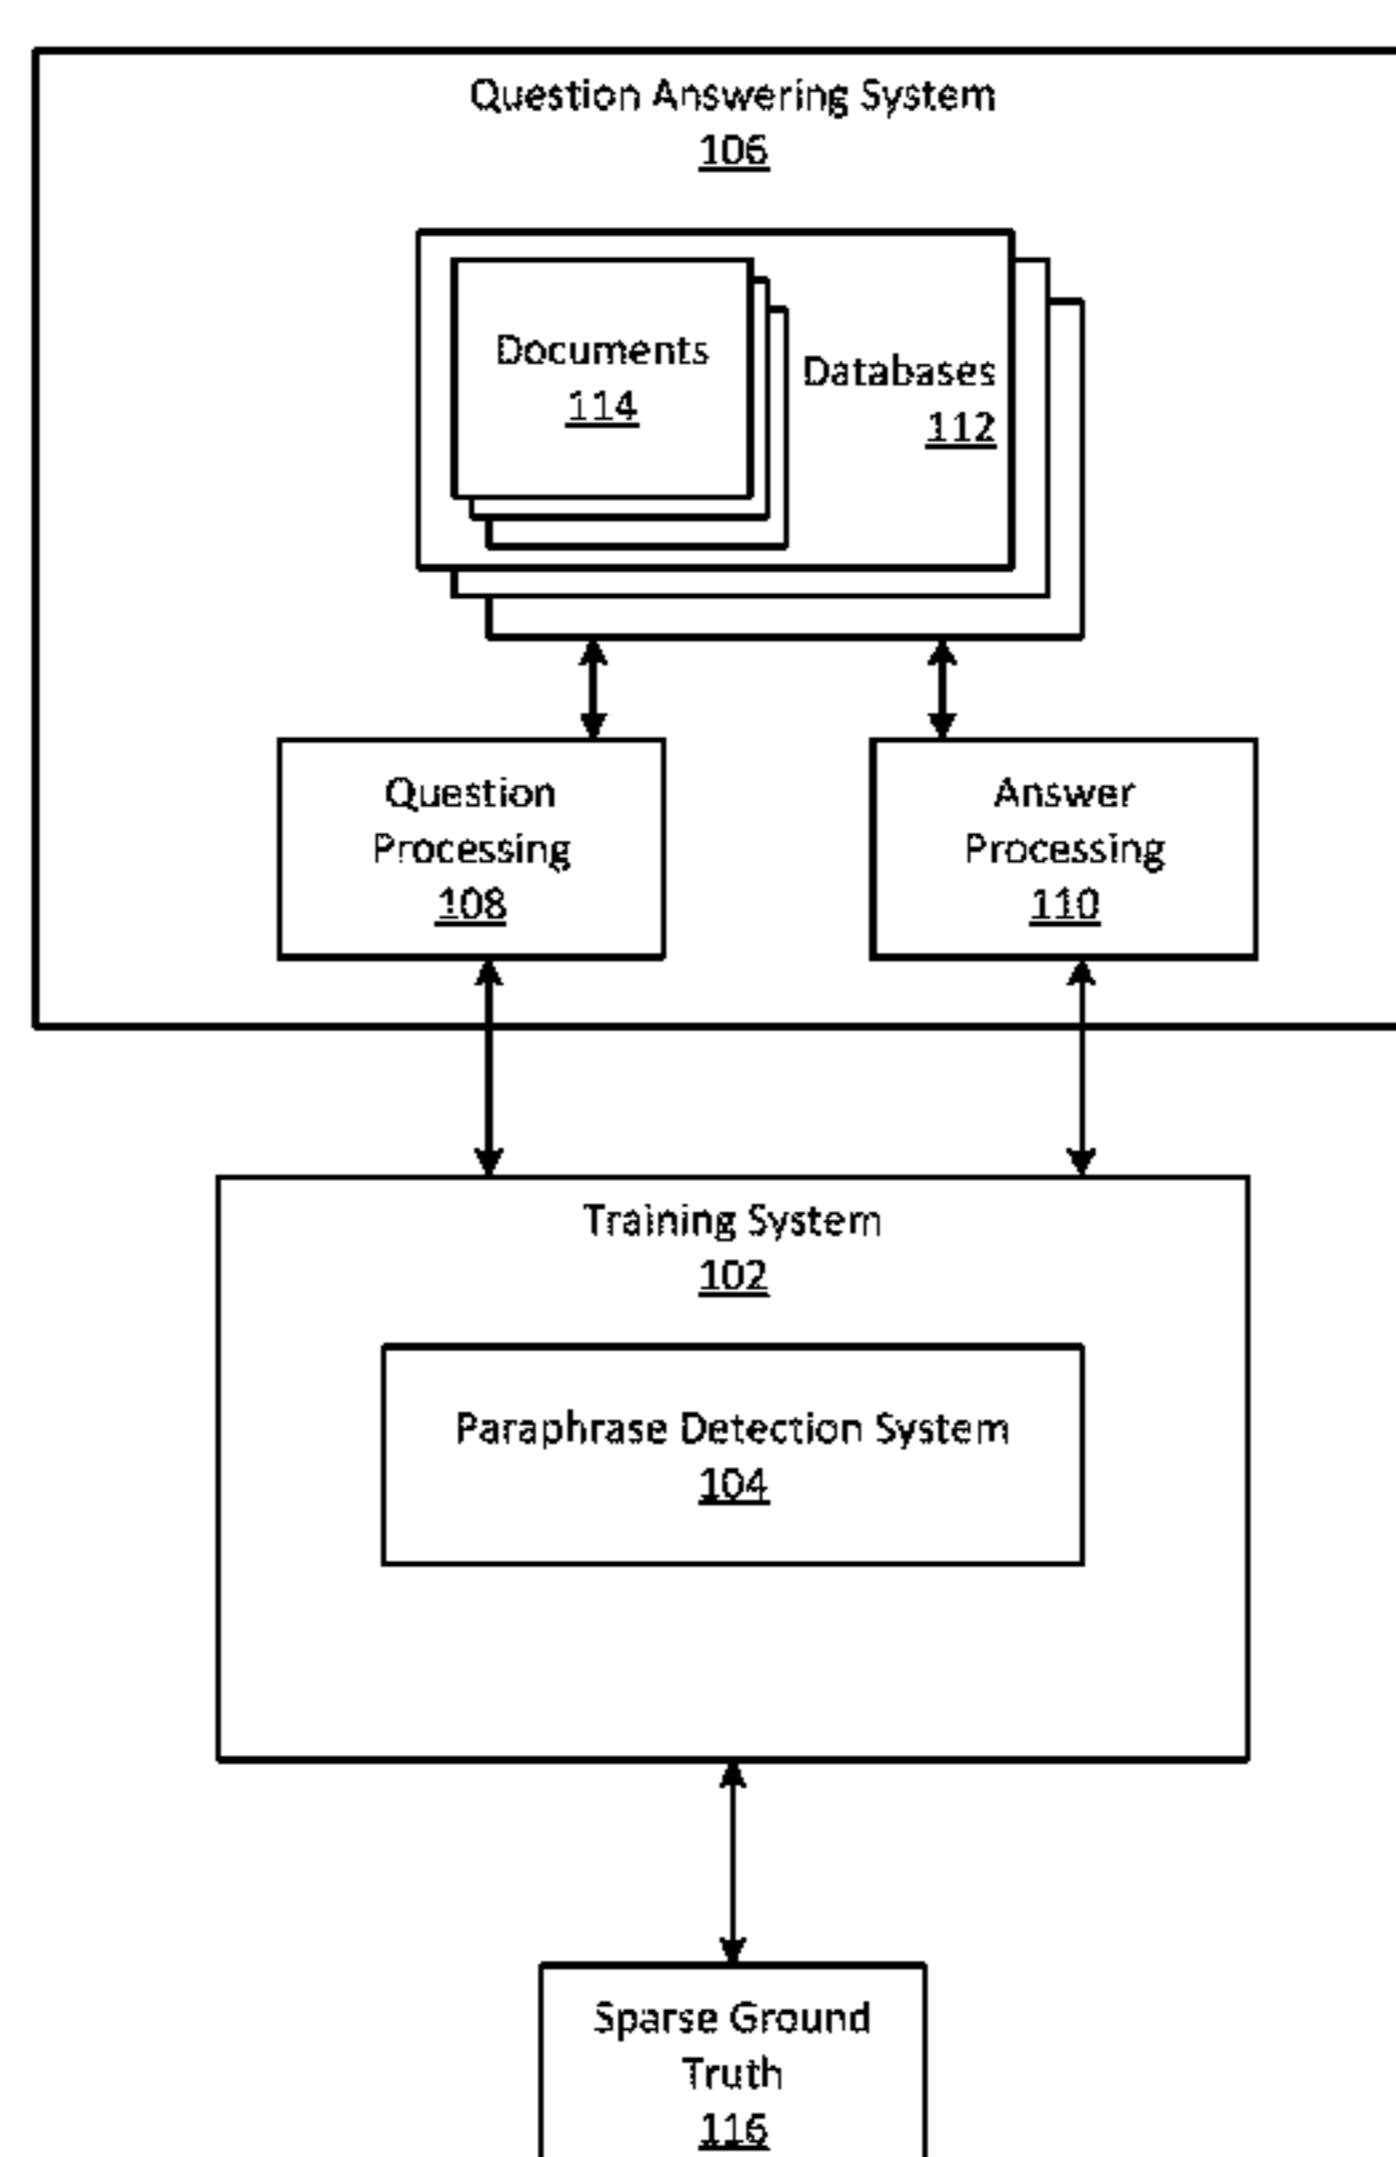 Question Answering System
106
Documents
114
Databases
112
Question
Processing
108
Answer
Processing
110
Training System
102
Paraphrase Detection System
104
Sparse Ground
Truth
116